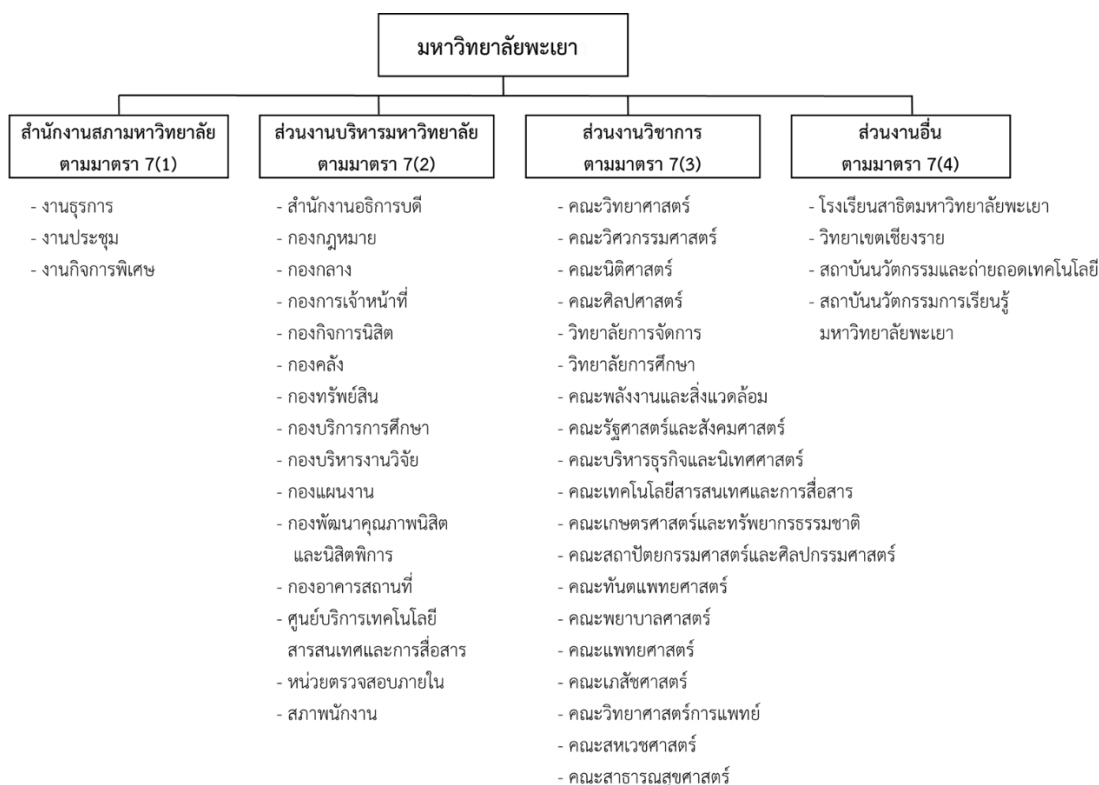 มหาวิทยาลัยพะเยา
สำนักงานสภามหาวิทยาลัย
ตามมาตรา 7(1)
- งานธุรการ
- งานประชุม
- งานกิจการพิเศษ
ส่วนงานบริหารมหาวิทยาลัย
ตามมาตรา 7(2)
- สำนักงานอธิการบดี
- กองกฎหมาย
- กองกลาง
- กองการเจ้าหน้าที่
- กองกิจการนิสิต
- กองคลัง
- กองทรัพย์สิน
- กองบริการการศึกษา
- กองบริหารงานวิจัย
- กองแผนงาน
- กองพัฒนาคุณภาพนิสิต
และนิสิตพิการ
- กองอาคารสถานที่
- ศูนย์บริการเทคโนโลยี
สารสนเทศและการสื่อสาร
- หน่วยตรวจสอบภายใน
- สภาพนักงาน
ส่วนงานวิชาการ
ตามมาตรา 7(3)
- คณะวิทยาศาสตร์
- คณะวิศวกรรมศาสตร์
- คณะนิติศาสตร์
- คณะศิลปศาสตร์
- วิทยาลัยการจัดการ
- วิทยาลัยการศึกษา
- คณะพลังงานและสิ่งแวดล้อม
- คณะรัฐศาสตร์และสังคมศาสตร์
- คณะบริหารธุรกิจและนิเทศศาสตร์
- คณะเทคโนโลยีสารสนเทศและการสื่อสาร
- คณะเกษตรศาสตร์และทรัพยากรธรรมชาติ
- คณะสถาปัตยกรรมศาสตร์และศิลปกรรมศาสตร์
- คณะทันตแพทยศาสตร์
- คณะพยาบาลศาสตร์
- คณะแพทยศาสตร์
- คณะเภสัชศาสตร์
- คณะวิทยาศาสตร์การแพทย์
- คณะสหเวชศาสตร์
- คณะสาธารณสุขศาสตร์
ส่วนงานอื่น
ตามมาตรา 7(4)
- โรงเรียนสาธิตมหาวิทยาลัยพะเยา
- วิทยาเขตเชียงราย
- สถาบันนวัตกรรมและถ่ายถอดเทคโนโลยี
- สถาบันนวัตกรรมการเรียนรู้
มหาวิทยาลัยพะเยา